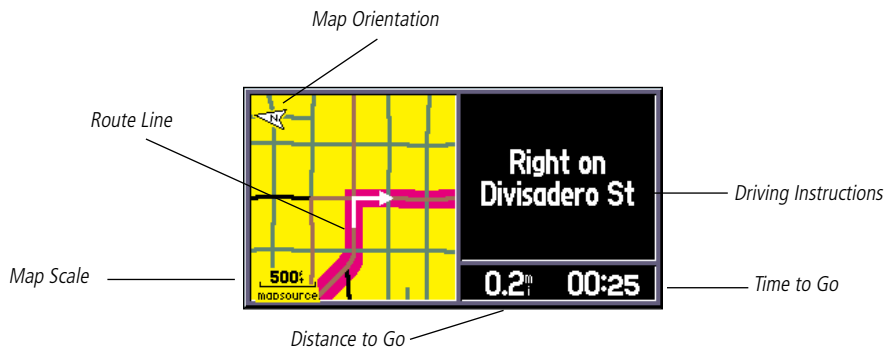 Map Orientation
Route Line
N
Right on
Divisadero St
Driving Instructions
Map Scale
500ft
mapsource
0.2mi 00:25
Time to Go
Distance to Go